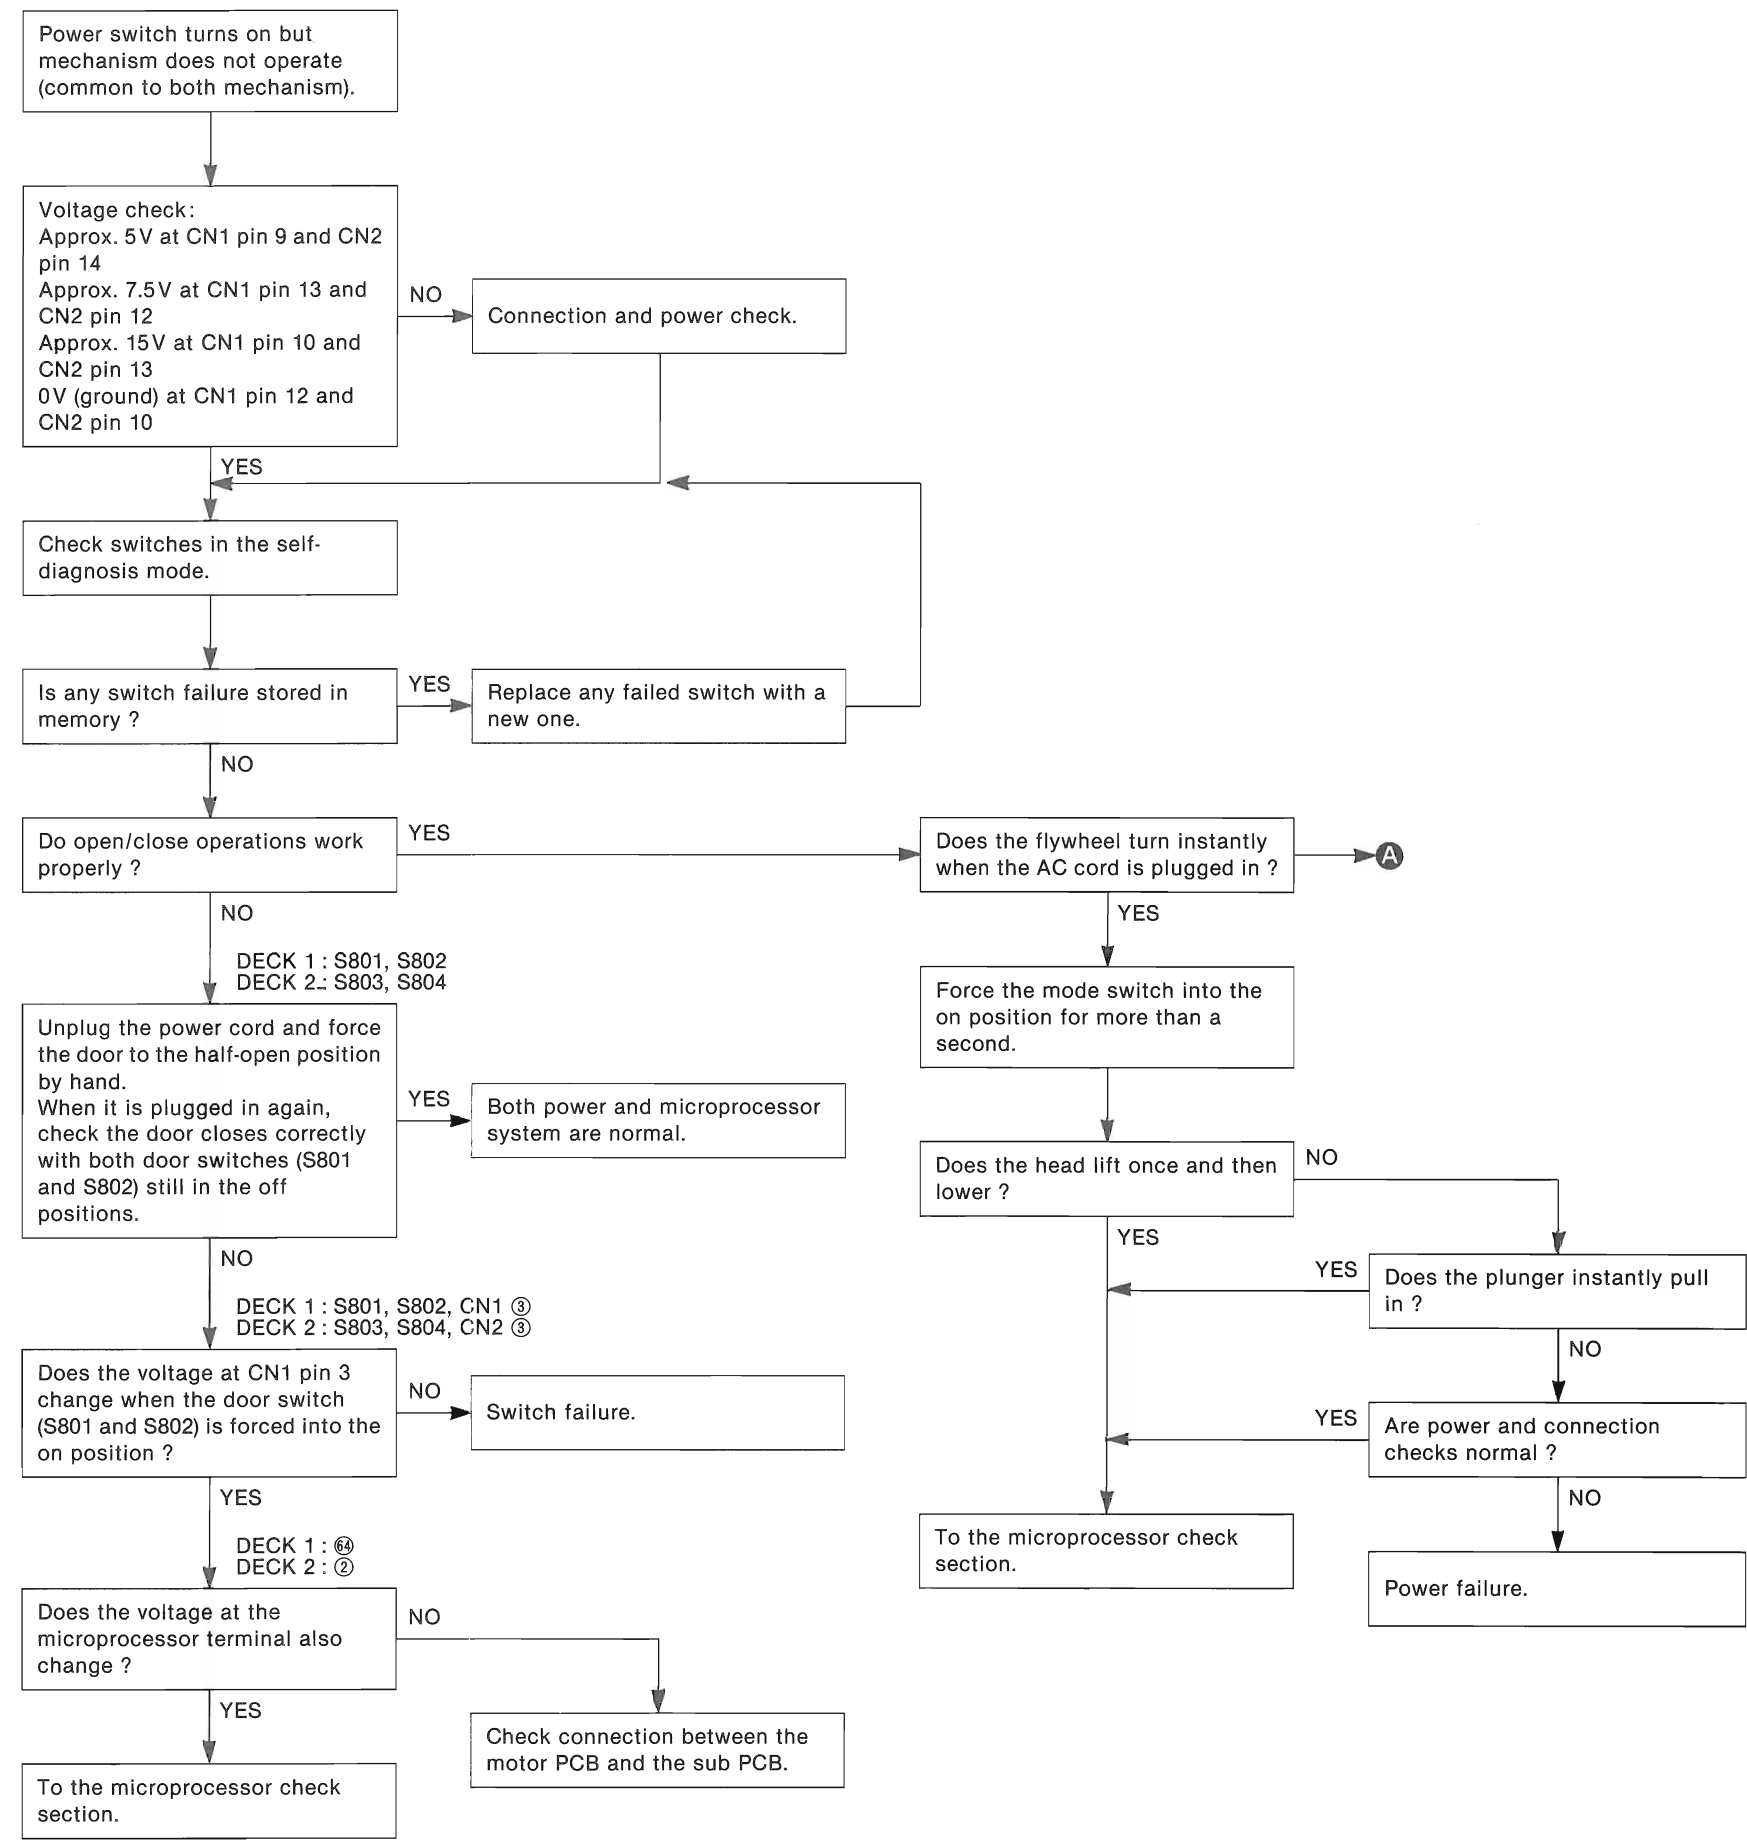 Power switch turns on but
mechanism does not operate
(common to both mechanism).
Voltage check:
Approx. 5V at CN1 pin 9 and CN2
pin 14
Approx. 7.5V at CN1 pin 13 and
CN2 pin 12
Approx. 15V at CN1 pin 10 and
CN2 pin 13
0V (ground) at CN1 pin 12 and
CN2 pin 10
NO
Connection and power check.
YES
Check switches in the self-
diagnosis mode.
Is any switch failure stored in
memory ?
YES
Replace any failed switch with a
new one.
NO
Do open/close operations work
properly ?
YES
Does the flywheel turn instantly
when the AC cord is plugged in ?
A
NO
DECK 1 : S801, S802
DECK 2 : S803, S804
Unplug the power cord and force
the door to the half-open position
by hand.
When it is plugged in again,
check the door closes correctly
with both door switches (S801
and S802) still in the off
positions.
YES
Both power and microprocessor
system are normal.
NO
DECK 1 : S801, S802, CN1 ③
DECK 2 : S803, S804, CN2 ③
Does the voltage at CN1 pin 3
change when the door switch
(S801 and S802) is forced into the
on position ?
NO
Switch failure.
YES
DECK 1 : 64
DECK 2 : ②
Does the voltage at the
microprocessor terminal also
change ?
NO
Check connection between the
motor PCB and the sub PCB.
YES
To the microprocessor check
section.
YES
Force the mode switch into the
on position for more than a
second.
Does the head lift once and then
lower ?
NO
YES
Does the plunger instantly pull
in ?
YES
NO
Are power and connection
checks normal ?
YES
NO
To the microprocessor check
section.
Power failure.